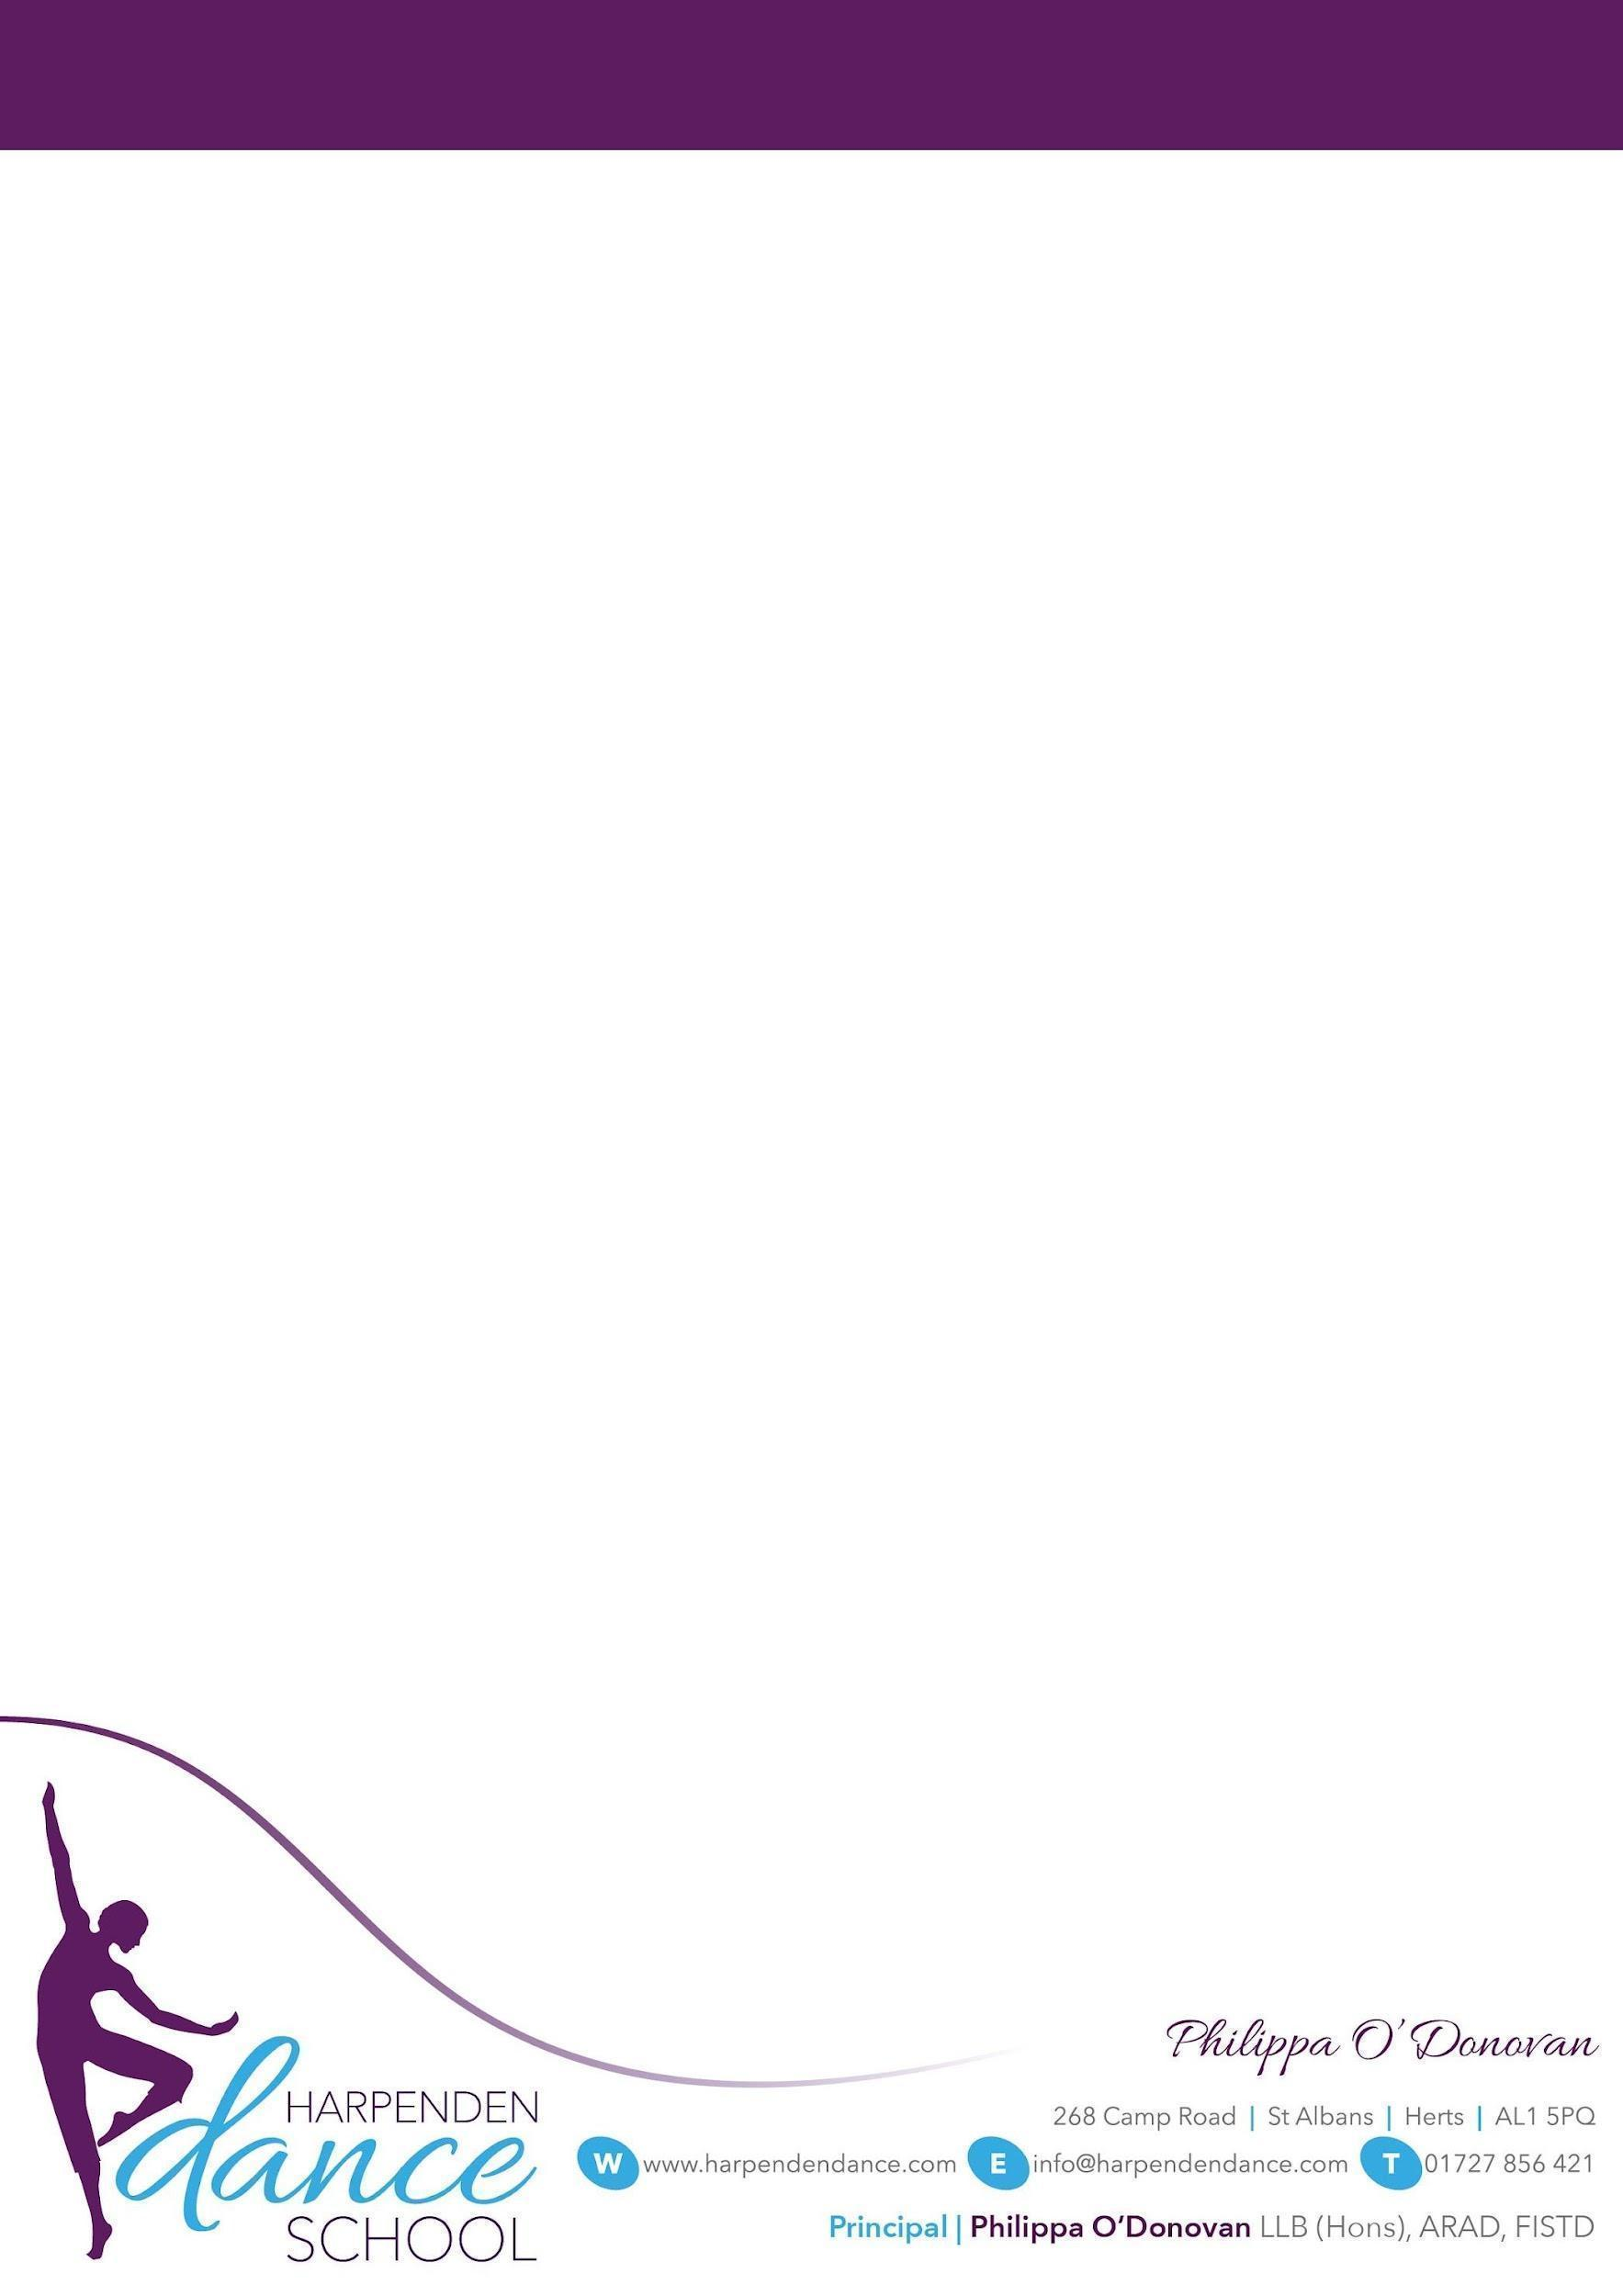 Philippa O'Donovan
HARPENDEN
dance
SCHOOL
268 Camp Road | St Albans | Herts | AL1 5PQ
W www.harpendendance.com E info@harpendendance.com T 01727 856 421
Principal | Philippa O'Donovan LLB (Hons), ARAD, FISTD